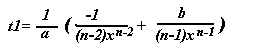 t1= 1/a ( -1/(n-2)x^n-2 + b/(n-1)x^n-1 )